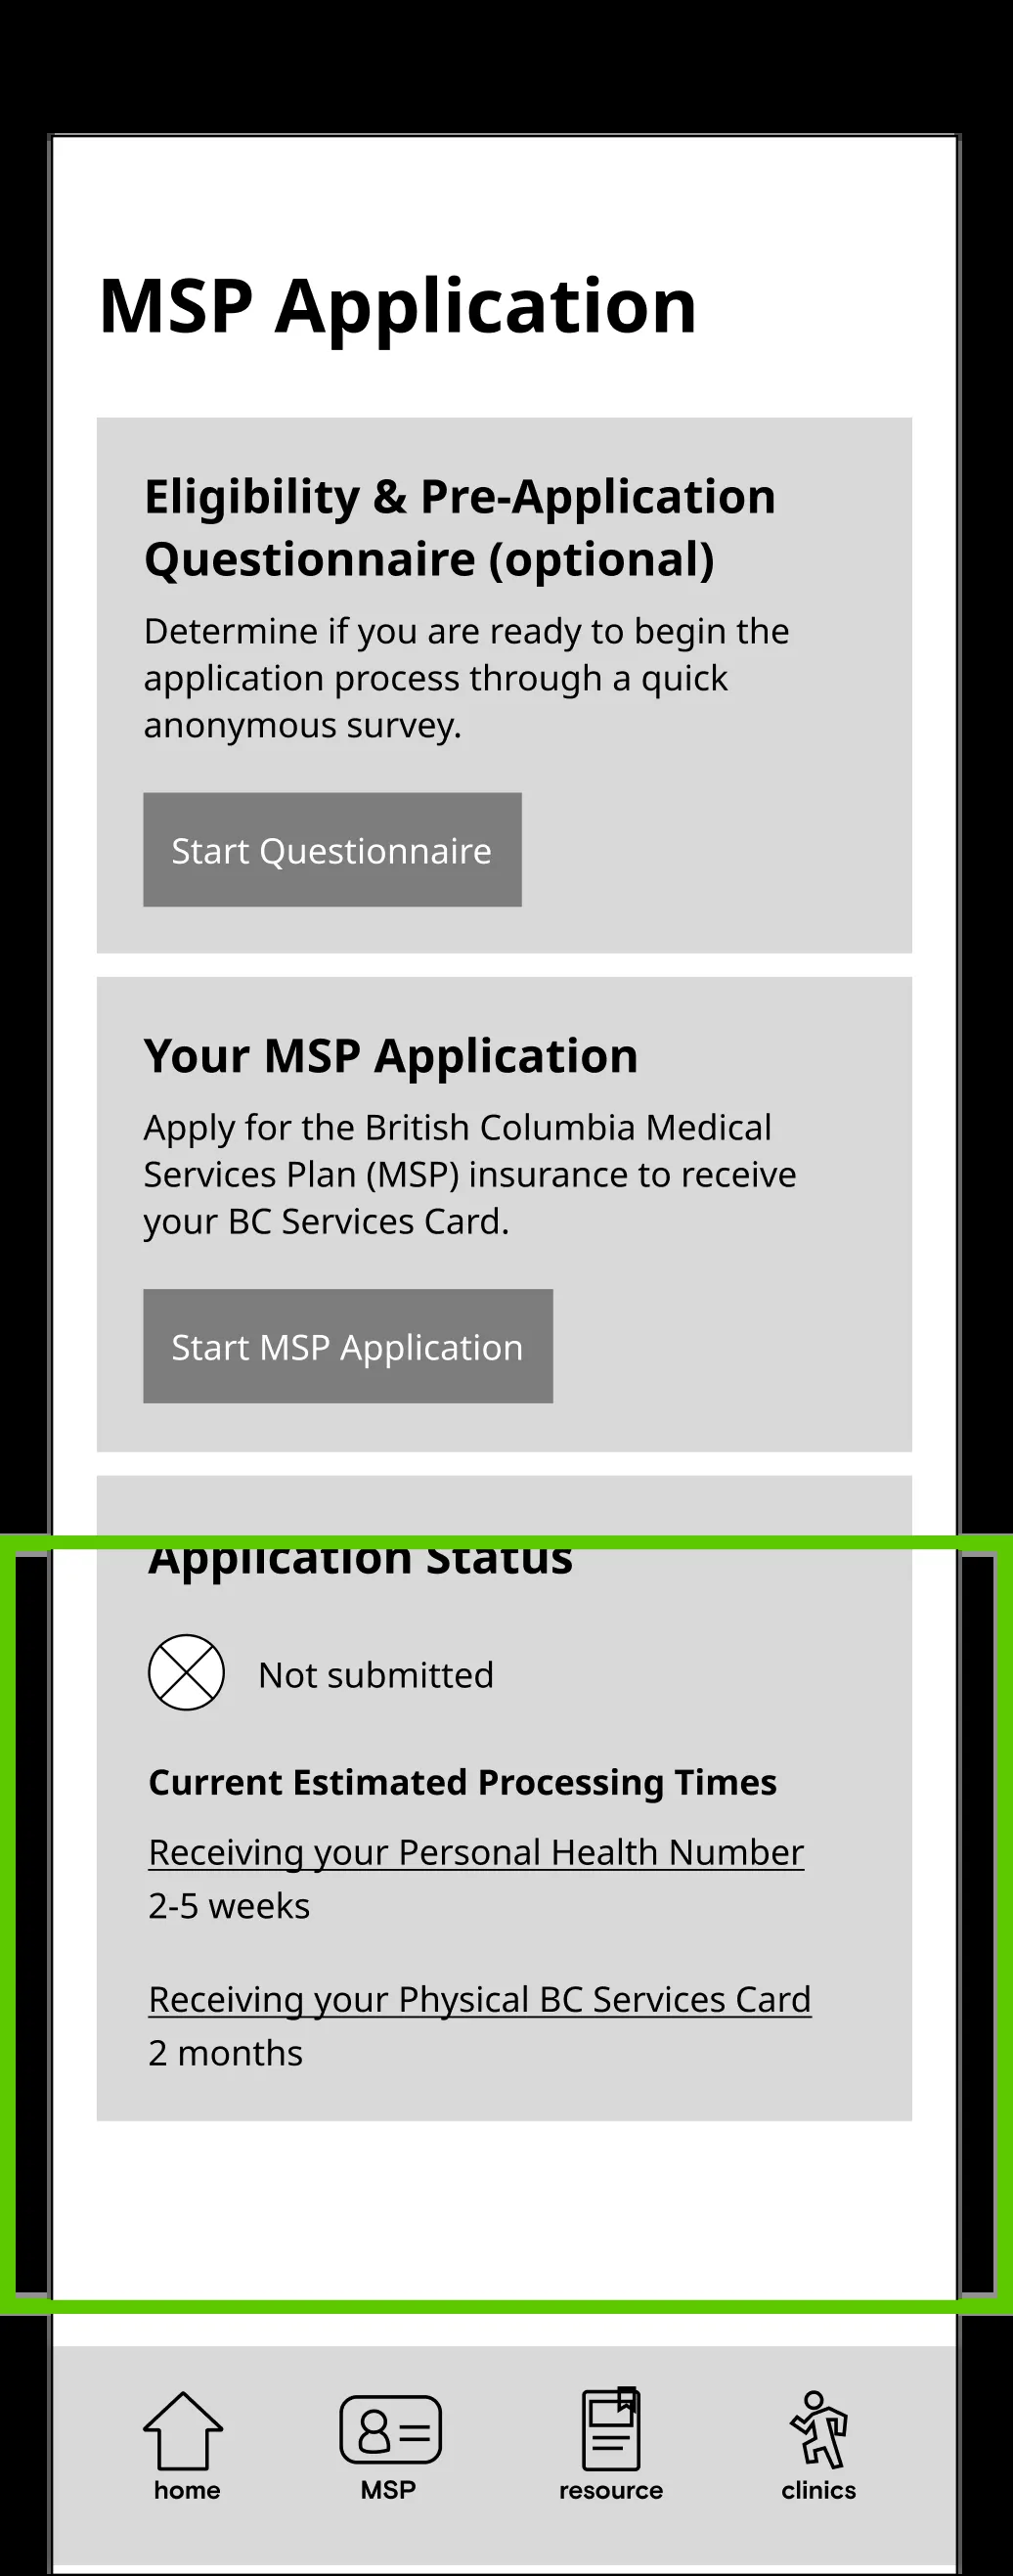 MSP Application
Eligibility & Pre-Application
Questionnaire (optional)
Determine if you are ready to begin the
application process through a quick
anonymous survey.
Start Questionnaire
Your MSP Application
Apply for the British Columbia Medical
Services Plan (MSP) insurance to receive
your BC Services Card.
Start MSP Application
Application Status
Not submitted
Current Estimated Processing Times
Receiving your Personal Health Number
2-5 weeks
Receiving your Physical BC Services Card
2 months
home MSP resource clinics